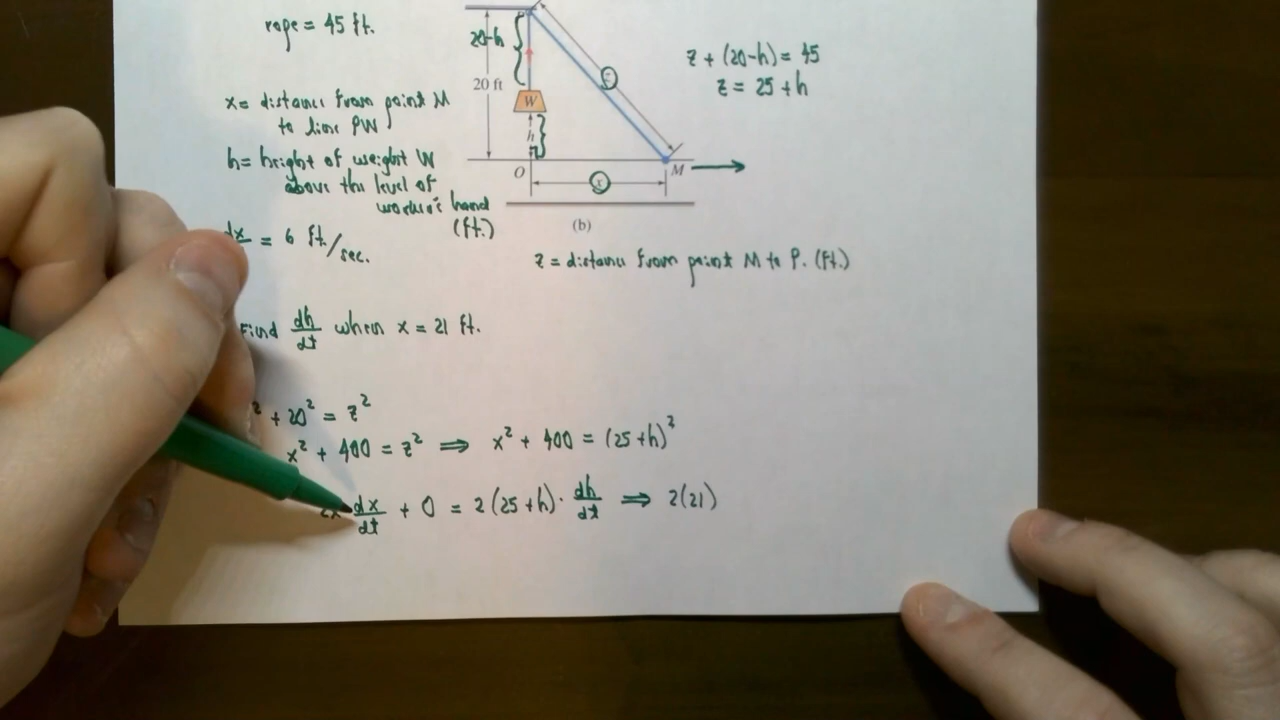 rope = 45 ft.
20-h
z + (20-h) = 45
z = 25 + h
20 ft
W
h
z
x = distance from point M
to line PW
h = height of weight W
above the level of
worker's hand
(ft.)
O
x
M
(b)
dx = 6 ft/sec.
z = distance from point M to P. (ft.)
Find dh/dt when x = 21 ft.
² + 20² = z²
x² + 400 = z² ⟹ x² + 400 = (25 + h)²
2x dx/dt + 0 = 2(25 + h) · dh/dt ⟹ 2(21)